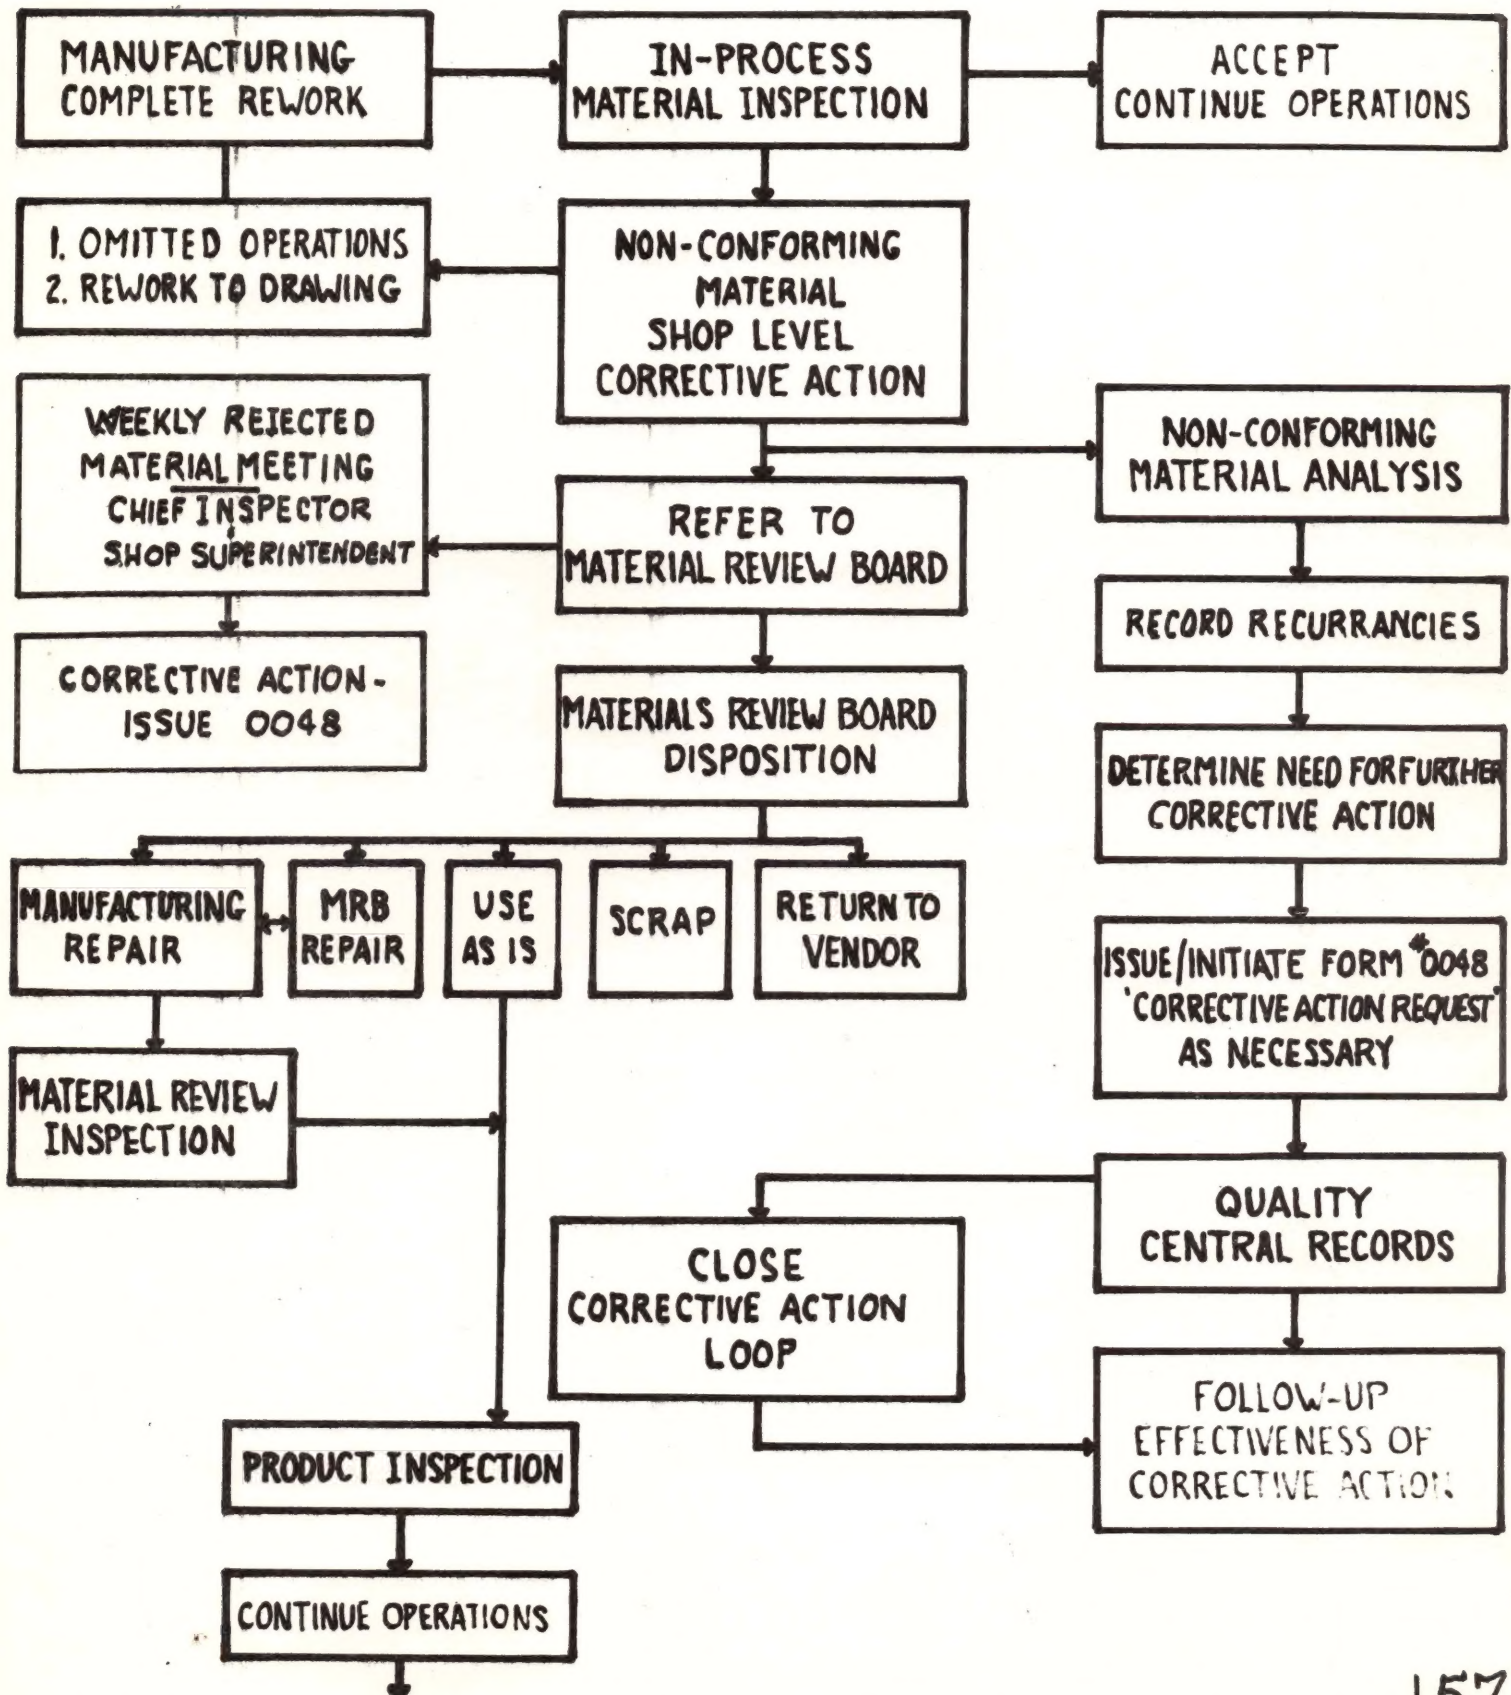 MANUFACTURING
COMPLETE REWORK
IN-PROCESS
MATERIAL INSPECTION
ACCEPT
CONTINUE OPERATIONS
1. OMITTED OPERATIONS
2. REWORK TO DRAWING
NON-CONFORMING
MATERIAL
SHOP LEVEL
CORRECTIVE ACTION
WEEKLY REJECTED
MATERIAL MEETING
CHIEF INSPECTOR
SHOP SUPERINTENDENT
NON-CONFORMING
MATERIAL ANALYSIS
REFER TO
MATERIAL REVIEW BOARD
RECORD RECURRANCIES
CORRECTIVE ACTION-
ISSUE 0048
MATERIALS REVIEW BOARD
DISPOSITION
DETERMINE NEED FOR FURTHER
CORRECTIVE ACTION
MANUFACTURING
REPAIR
MRB
REPAIR
USE
AS IS
SCRAP
RETURN TO
VENDOR
ISSUE/INITIATE FORM #0048
"CORRECTIVE ACTION REQUEST"
AS NECESSARY
MATERIAL REVIEW
INSPECTION
QUALITY
CENTRAL RECORDS
CLOSE
CORRECTIVE ACTION
LOOP
FOLLOW-UP
EFFECTIVENESS OF
CORRECTIVE ACTION
PRODUCT INSPECTION
CONTINUE OPERATIONS
157